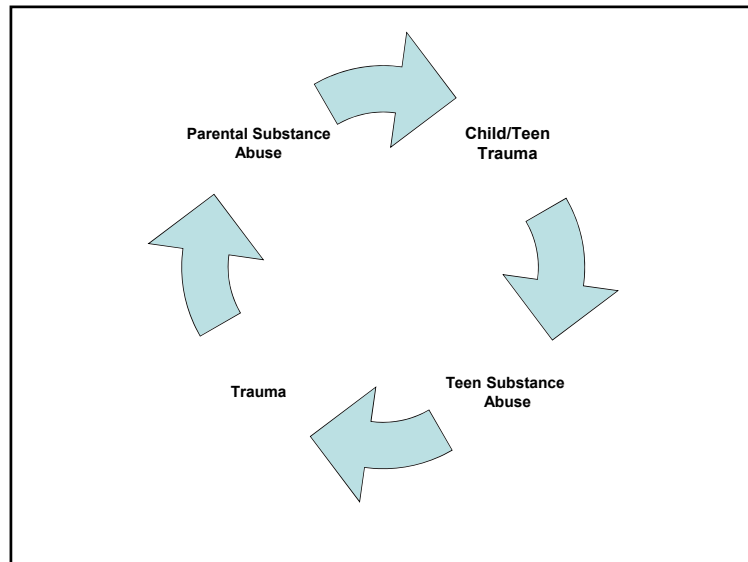 Parental Substance
Abuse
Child/Teen
Trauma
Teen Substance
Abuse
Trauma